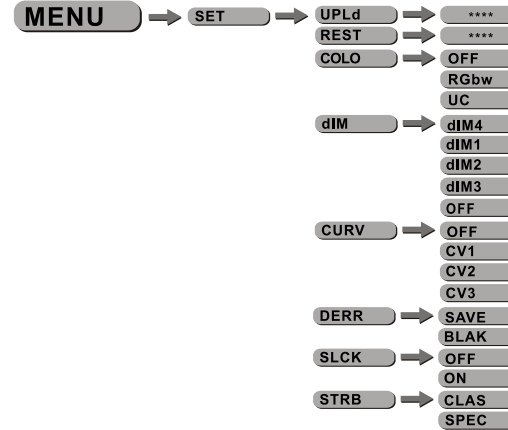 MENU SET UPLd ****
REST ****
COLO OFF
RGbw
UC
dIM dIM4
dIM1
dIM2
dIM3
OFF
CURV OFF
CV1
CV2
CV3
DERR SAVE
BLAK
SLCK OFF
ON
STRB CLAS
SPEC